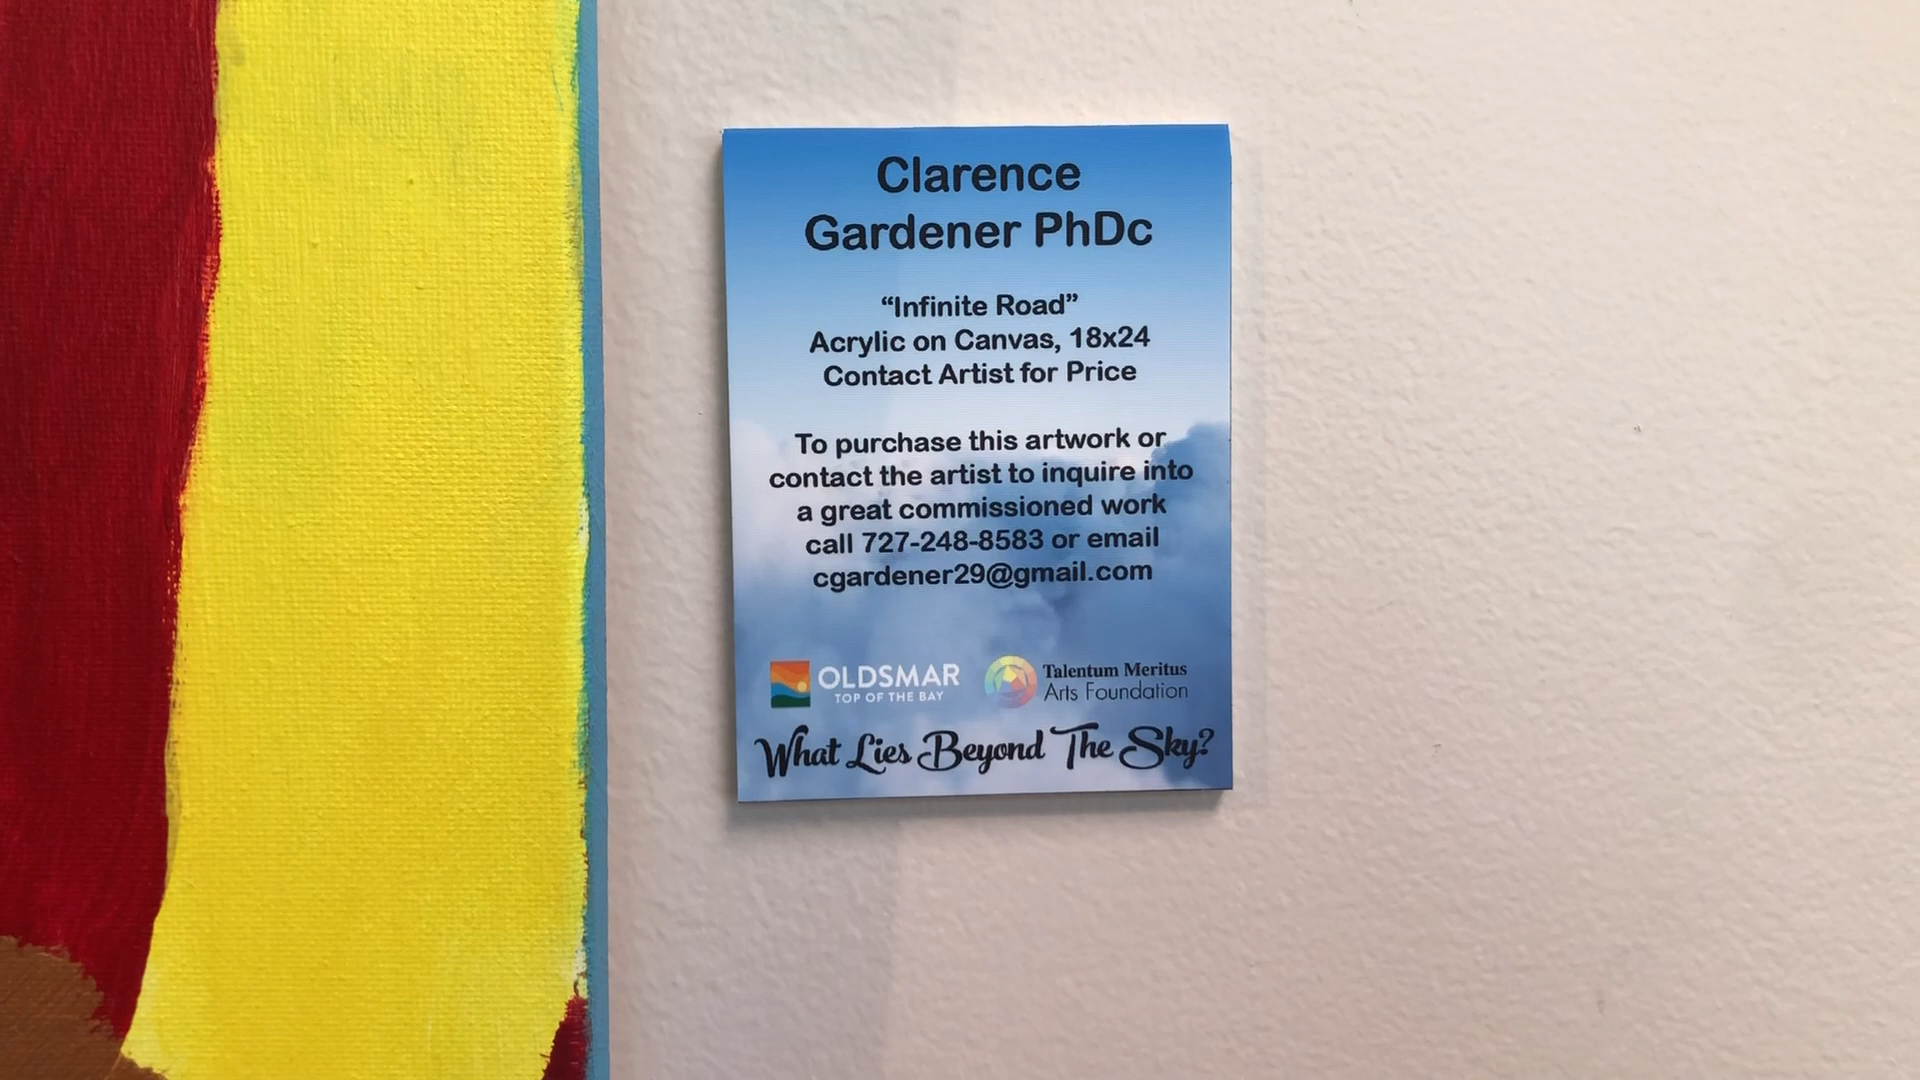 Clarence
Gardener PhDc
“Infinite Road”
Acrylic on Canvas, 18x24
Contact Artist for Price
To purchase this artwork or
contact the artist to inquire into
a great commissioned work
call 727-248-8583 or email
cgardener29@gmail.com
OLDSMAR
TOP OF THE BAY
Talentum Meritus
Arts Foundation
What Lies Beyond The Sky?